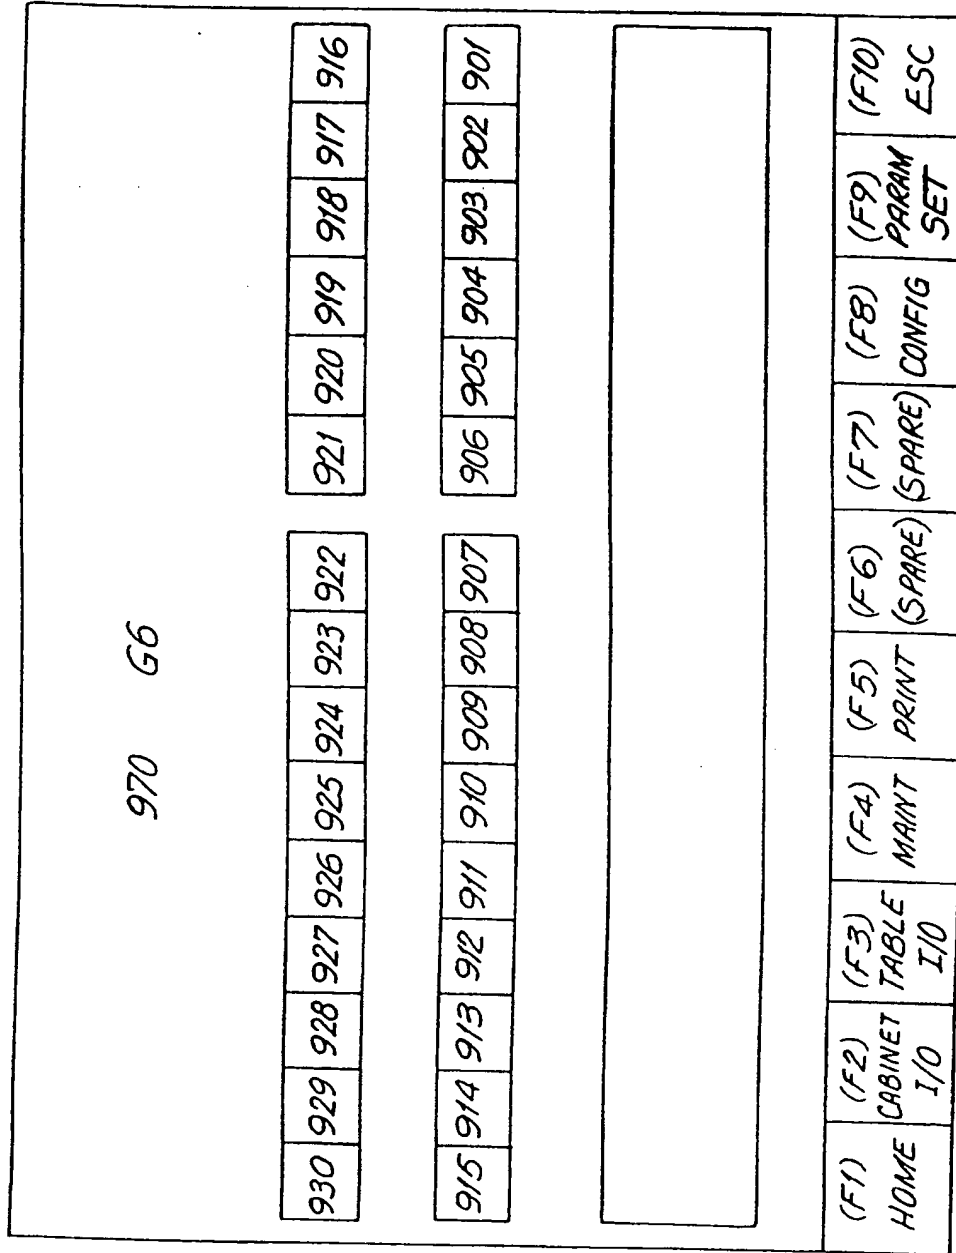 970 G6
930 929 928 927 926 925 924 923 922 921 920 919 918 917 916
915 914 913 912 911 910 909 908 907 906 905 904 903 902 901
(F1) (F2) (F3) (F4) (F5) (F6) (F7) (F8) (F9) (F10)
HOME CABINET TABLE MAINT PRINT (SPARE) (SPARE) CONFIG PARAM ESC
I/O I/O SET